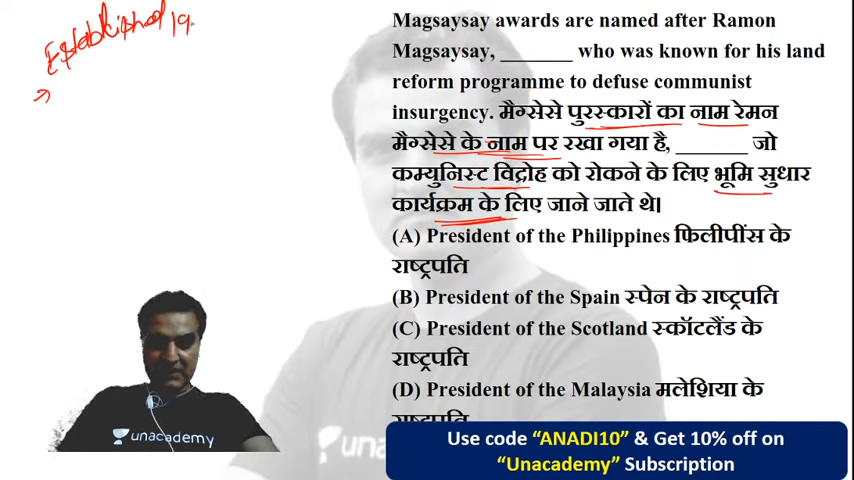 Established 19
Magsaysay awards are named after Ramon
Magsaysay, _______ who was known for his land
reform programme to defuse communist
insurgency. मैग्सेसे पुरस्कारों का नाम रेमन
मैग्सेसे के नाम पर रखा गया है, _______ जो
कम्युनिस्ट विद्रोह को रोकने के लिए भूमि सुधार
कार्यक्रम के लिए जाने जाते थे।
(A) President of the Philippines फिलीपींस के
राष्ट्रपति
(B) President of the Spain स्पेन के राष्ट्रपति
(C) President of the Scotland स्कॉटलैंड के
राष्ट्रपति
(D) President of the Malaysia मलेशिया के
राष्ट्रपति
unacademy
una
Use code “ANADI10” & Get 10% off on
“Unacademy” Subscription